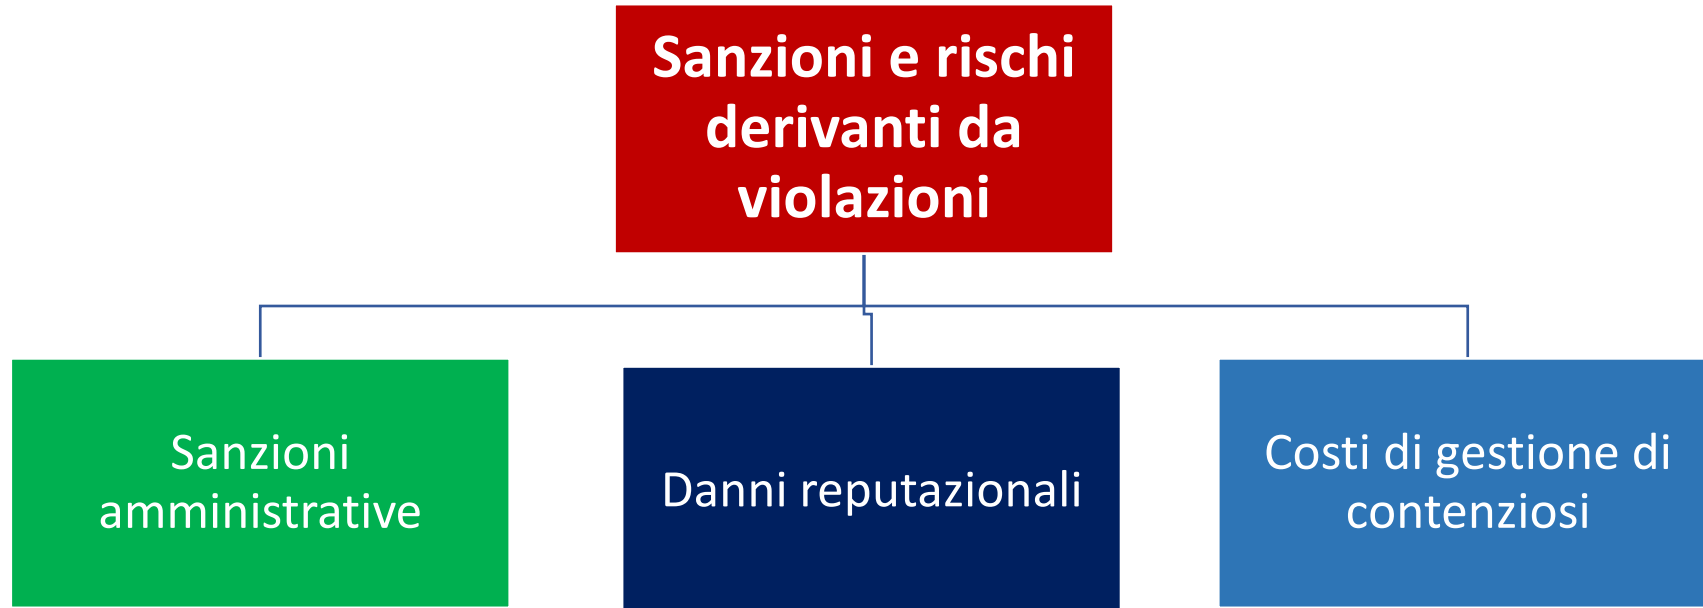 Sanzioni e rischi
derivanti da
violazioni
Sanzioni
amministrative
Danni reputazionali
Costi di gestione di
contenziosi